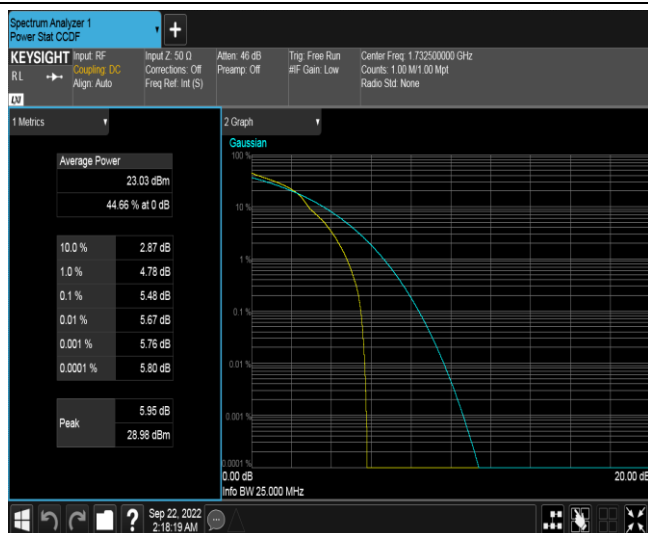 Spectrum Analyzer 1
Power Stat CCDF
+
KEYSIGHT
RL
LXI
Input: RF
Coupling: DC
Align: Auto
Input Z: 50 Ω
Corrections: Off
Freq Ref: Int (S)
Atten: 46 dB
Preamp: Off
Trig: Free Run
#IF Gain: Low
Center Freq: 1.732500000 GHz
Counts: 1.00 M/1.00 Mpt
Radio Std: None
1 Metrics
Average Power
23.03 dBm
44.66 % at 0 dB
10.0 % 2.87 dB
1.0 % 4.78 dB
0.1 % 5.48 dB
0.01 % 5.67 dB
0.001 % 5.76 dB
0.0001 % 5.80 dB
Peak
5.95 dB
28.98 dBm
2 Graph
Gaussian
100 %
10 %
1 %
0.1 %
0.01 %
0.001 %
0.0001 %
0.00 dB 20.00 dB
Info BW 25.000 MHz
?
Sep 22, 2022
2:18:19 AM